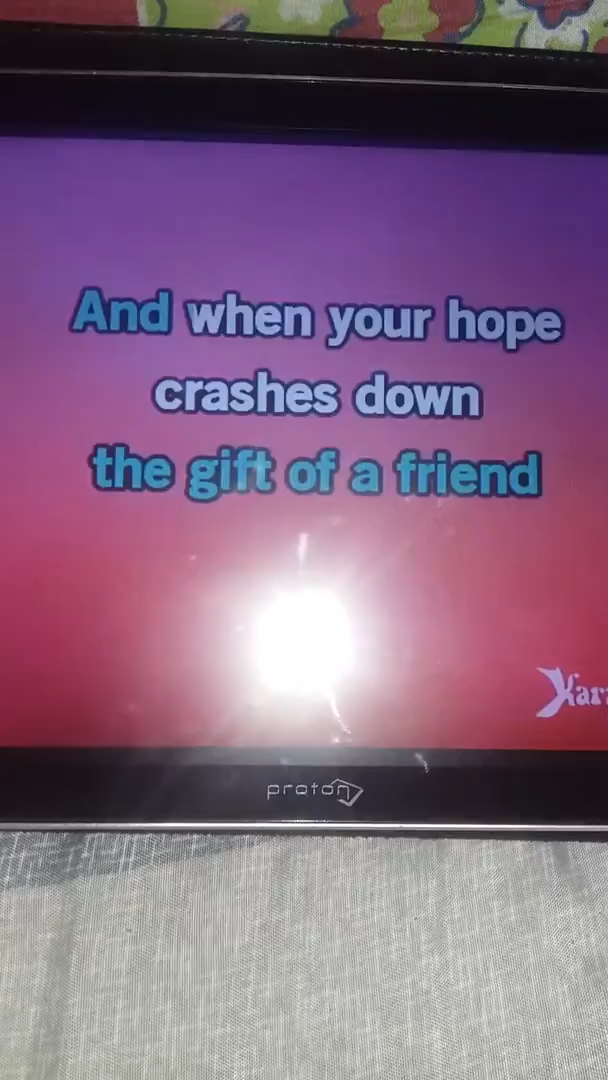 And when your hope
crashes down
the gift of a friend
proton